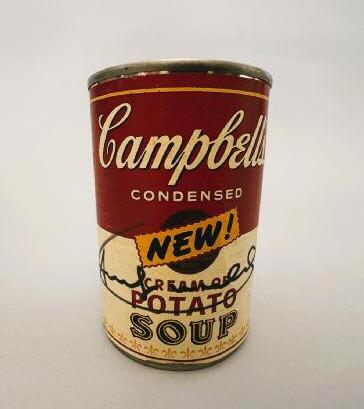 Campbell's
CONDENSED
NEW!
CREAM OF
POTATO
SOUP